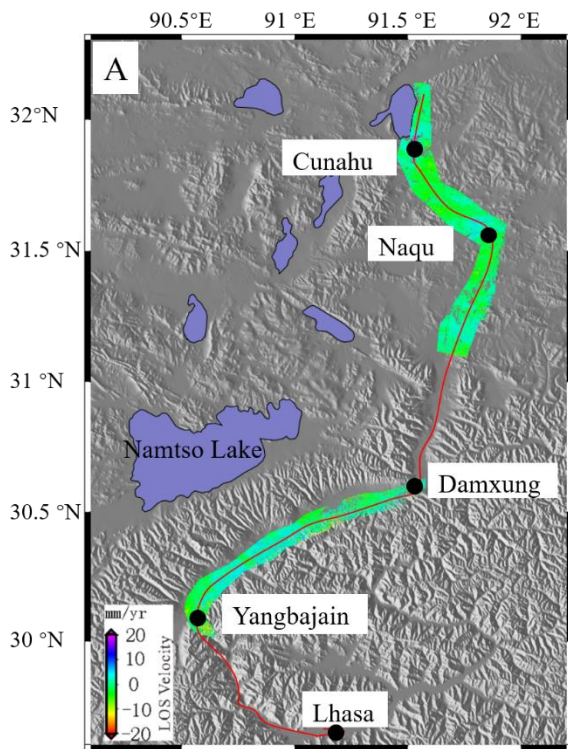 90.5 °E 91 °E 91.5 °E 92 °E
A
32°N
Cunahu
Naqu
31.5 °N
31 °N
Namtso Lake
Damxung
30.5 °N
Yangbajain
30 °N
mm/yr
20
10
0
-10
-20
LOS Velocity
Lhasa